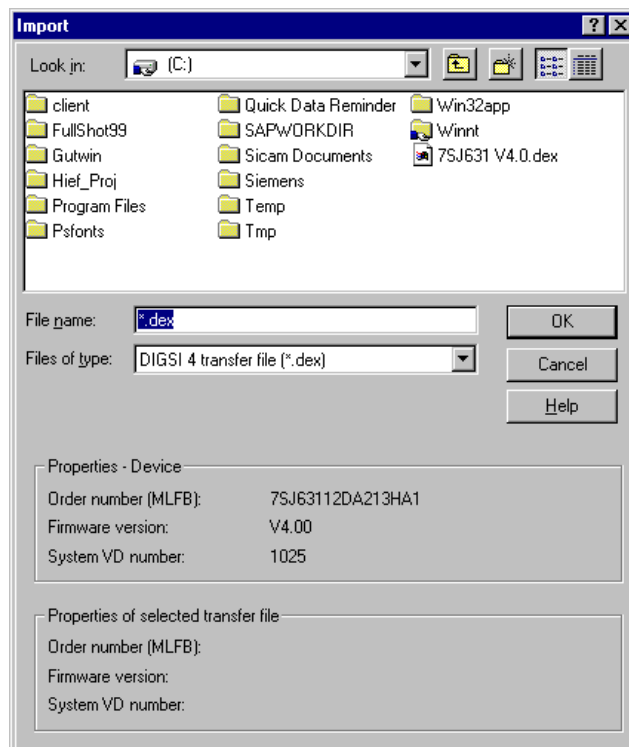 Import
Look in: (C:)
client
FullShot99
Gutwin
Hief_Proj
Program Files
Psfonts
Quick Data Reminder
SAPWORKDIR
Sicam Documents
Siemens
Temp
Tmp
Win32app
Winnt
7SJ631 V4.0.dex
File name: *.dex
OK
Files of type: DIGSI 4 transfer file (*.dex)
Cancel
Help
Properties - Device
Order number (MLFB): 7SJ63112DA213HA1
Firmware version: V4.00
System VD number: 1025
Properties of selected transfer file
Order number (MLFB):
Firmware version:
System VD number: